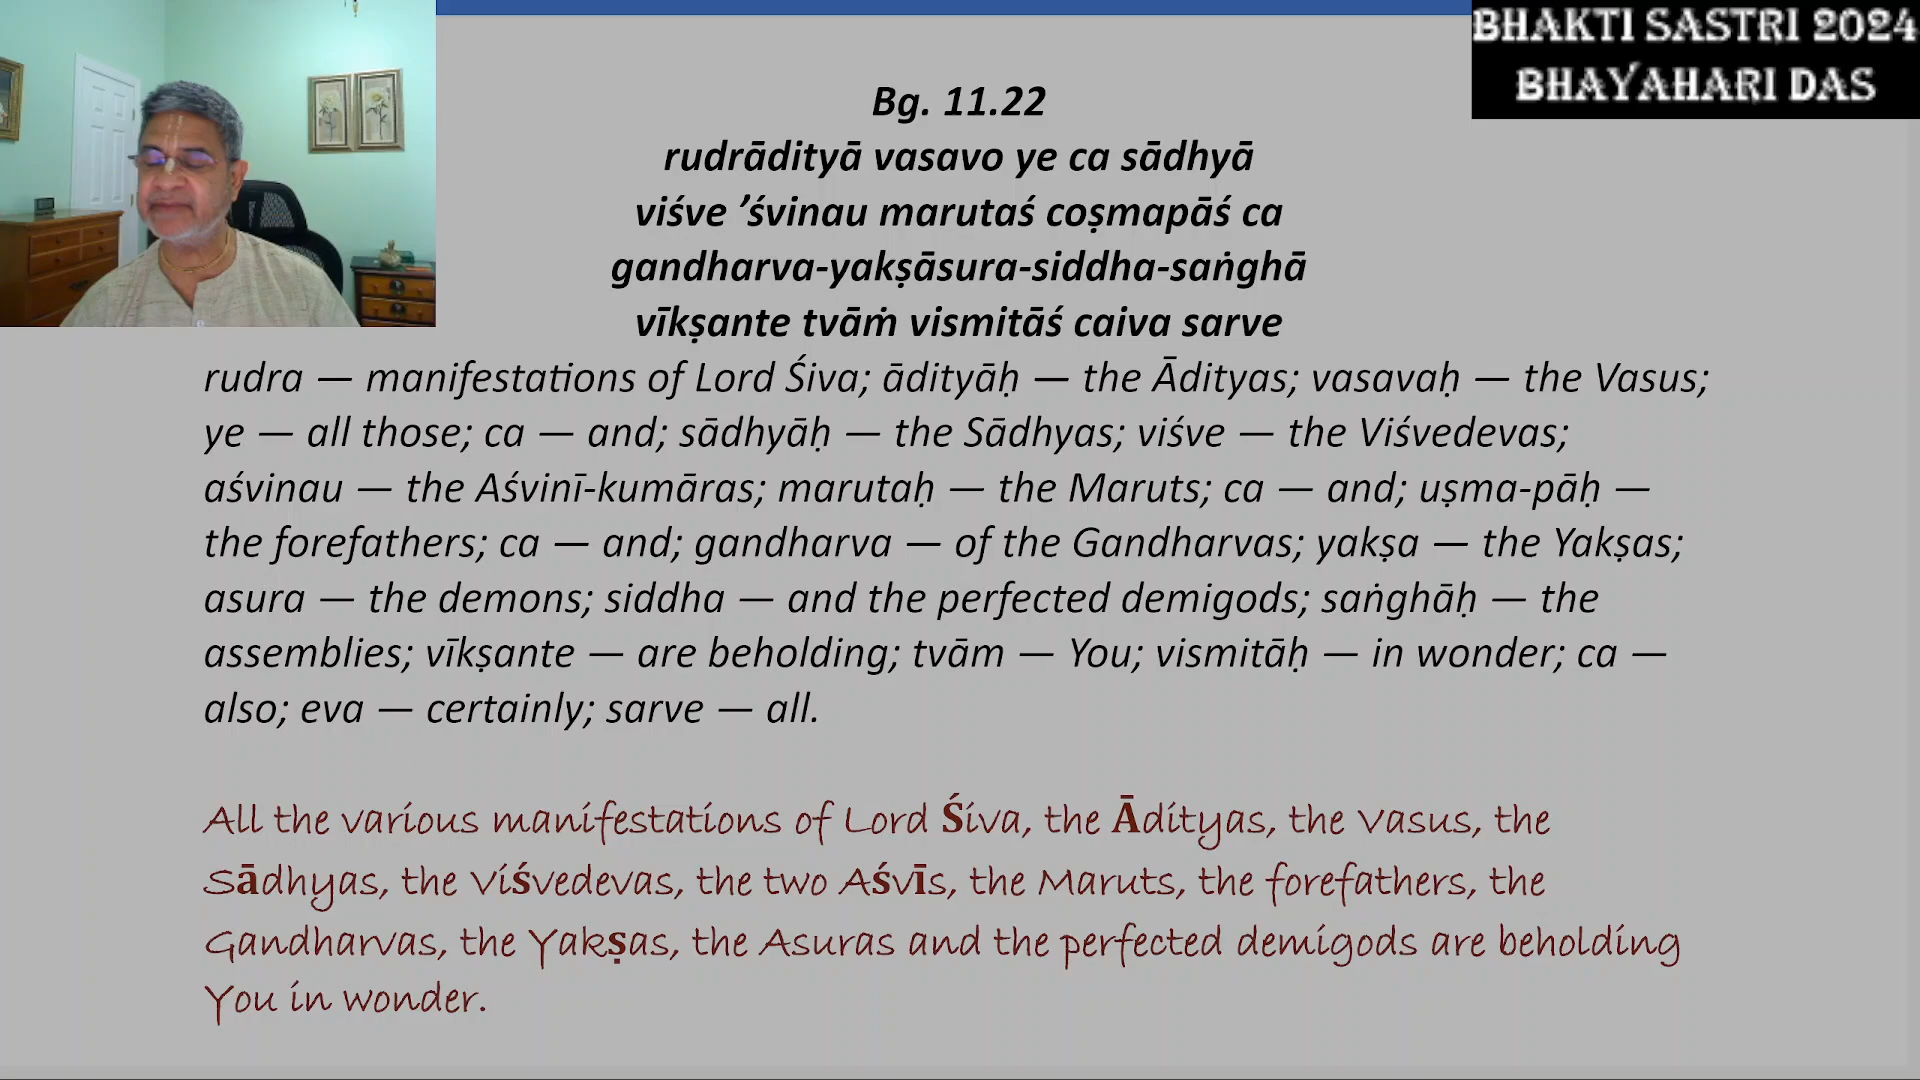 BHAKTI SASTRI 2024
BHAYAHARI DAS
Bg. 11.22
rudrādityā vasavo ye ca sādhyā
viśve ’śvinau marutaś coṣmapāś ca
gandharva-yakṣāsura-siddha-saṅghā
vīkṣante tvāṁ vismitāś caiva sarve
rudra — manifestations of Lord Śiva; ādityāḥ — the Ādityas; vasavaḥ — the Vasus;
ye — all those; ca — and; sādhyāḥ — the Sādhyas; viśve — the Viśvedevas;
aśvinau — the Aśvinī-kumāras; marutaḥ — the Maruts; ca — and; uṣma-pāḥ —
the forefathers; ca — and; gandharva — of the Gandharvas; yakṣa — the Yakṣas;
asura — the demons; siddha — and the perfected demigods; saṅghāḥ — the
assemblies; vīkṣante — are beholding; tvām — You; vismitāḥ — in wonder; ca —
also; eva — certainly; sarve — all.
All the various manifestations of Lord Śiva, the Ādityas, the Vasus, the
Sādhyas, the Viśvedevas, the two Aśvīs, the Maruts, the forefathers, the
Gandharvas, the Yakṣas, the Asuras and the perfected demigods are beholding
You in wonder.